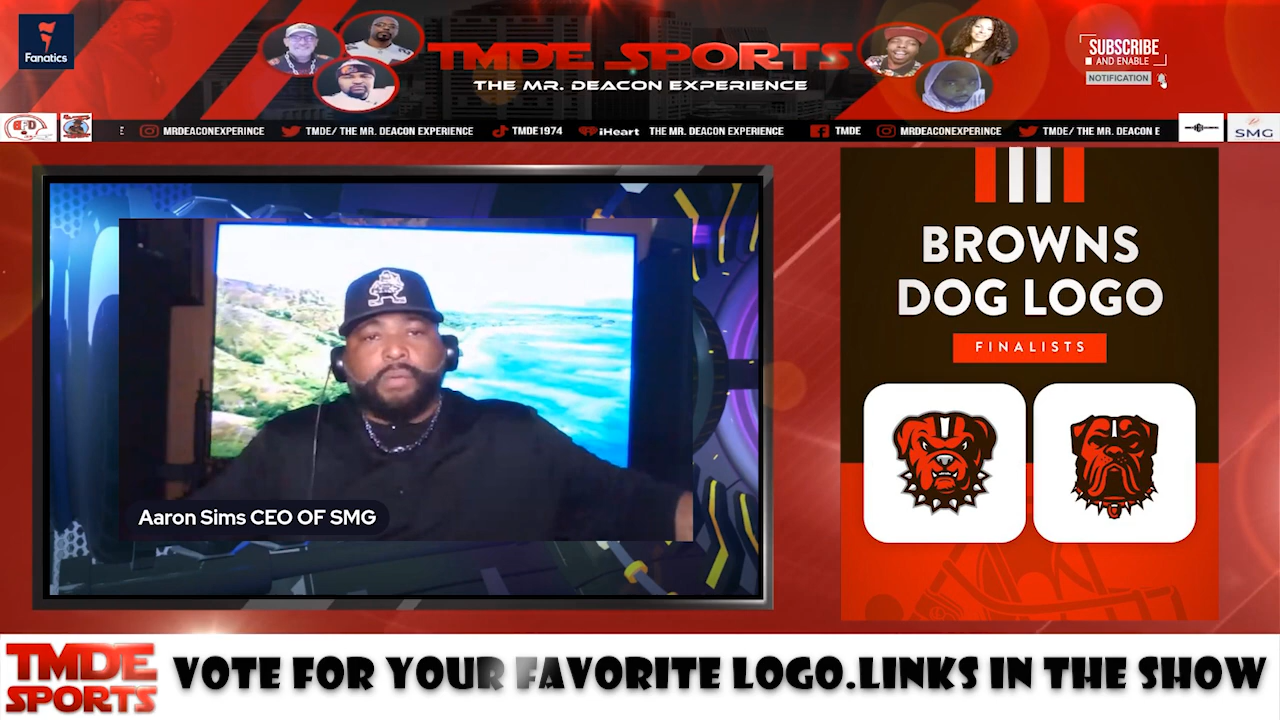 Fanatics
TMDE SPORTS
THE MR. DEACON EXPERIENCE
SUBSCRIBE
AND ENABLE
NOTIFICATION
E MRDEACONEXPERINCE TMDE/ THE MR. DEACON EXPERIENCE TMDE1974 iHeart THE MR. DEACON EXPERIENCE TMDE MRDEACONEXPERINCE TMDE/ THE MR. DEACON E
SMG
BROWNS
DOG LOGO
FINALISTS
Aaron Sims CEO OF SMG
TMDE
SPORTS
VOTE FOR YOUR FAVORITE LOGO.LINKS IN THE SHOW